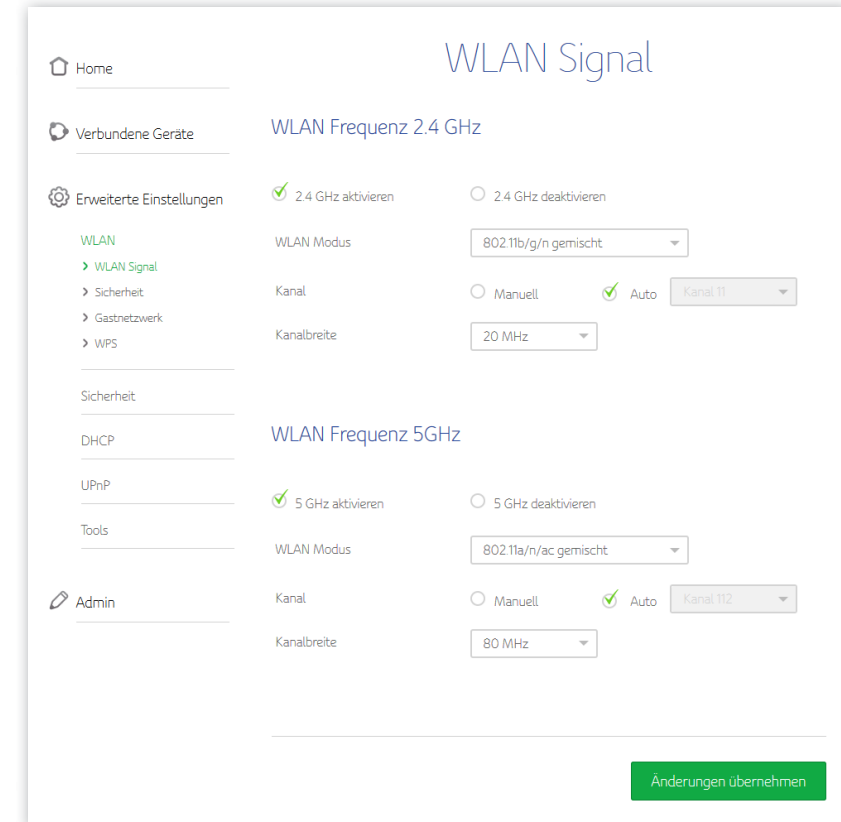 WLAN Signal
Home
Verbundene Geräte
Erweiterte Einstellungen
WLAN
WLAN Signal
Sicherheit
Gastnetzwerk
WPS
Sicherheit
DHCP
UPnP
Tools
Admin
WLAN Frequenz 2.4 GHz
2.4 GHz aktivieren
2.4 GHz deaktivieren
WLAN Modus
802.11b/g/n gemischt
Kanal
Manuell
Auto
Kanal 11
Kanalbreite
20 MHz
WLAN Frequenz 5GHz
5 GHz aktivieren
5 GHz deaktivieren
WLAN Modus
802.11a/n/ac gemischt
Kanal
Manuell
Auto
Kanal 112
Kanalbreite
80 MHz
Änderungen übernehmen